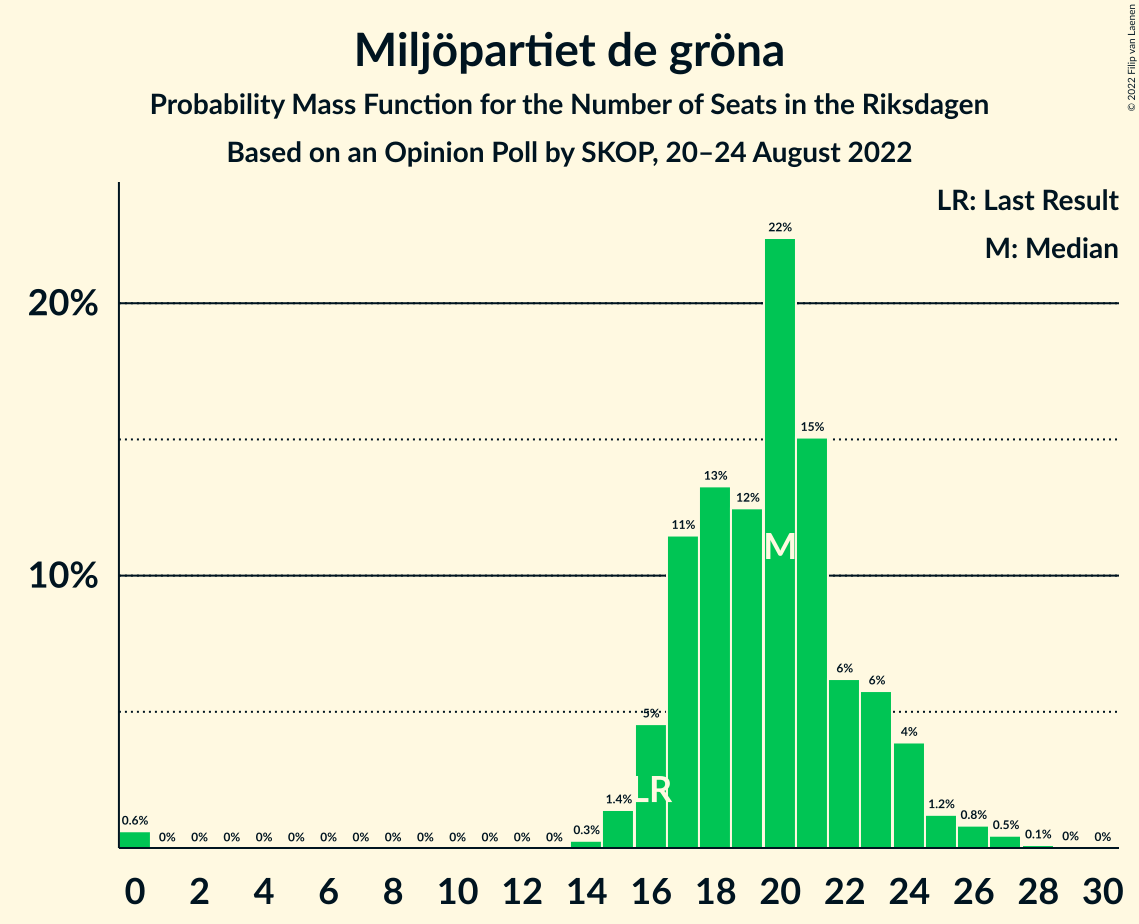 Miljöpartiet de gröna
Probability Mass Function for the Number of Seats in the Riksdagen
Based on an Opinion Poll by SKOP, 20–24 August 2022
© 2022 Filip van Laenen
LR: Last Result
M: Median
20%
10%
0.6% 0% 0% 0% 0% 0% 0% 0% 0% 0% 0% 0% 0% 0% 0.3% 1.4% 5% 11% 13% 12% 22% 15% 6% 6% 4% 1.2% 0.8% 0.5% 0.1% 0% 0%
LR
M
0 2 4 6 8 10 12 14 16 18 20 22 24 26 28 30